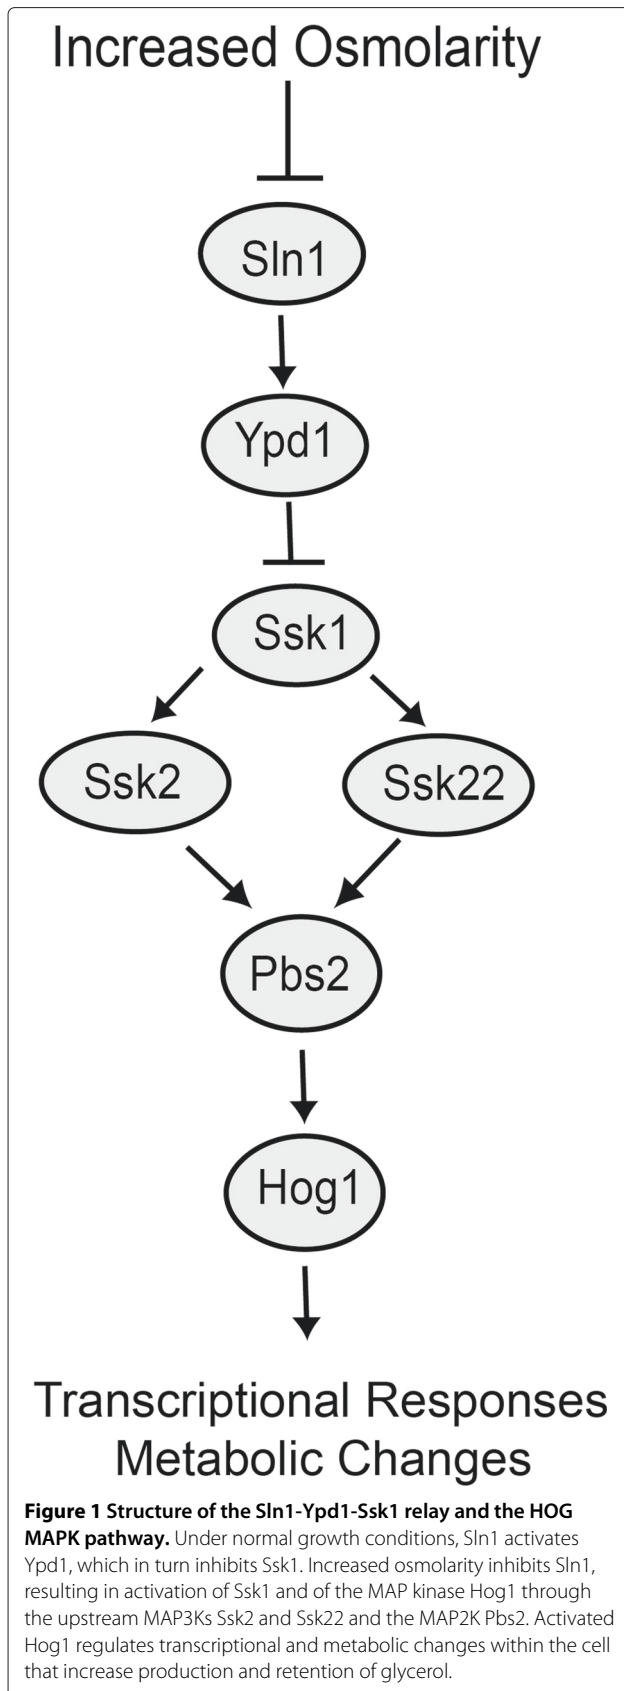 Increased Osmolarity
Sln1
Ypd1
Ssk1
Ssk2 Ssk22
Pbs2
Hog1
Transcriptional Responses
Metabolic Changes
Figure 1 Structure of the Sln1-Ypd1-Ssk1 relay and the HOG
MAPK pathway. Under normal growth conditions, Sln1 activates
Ypd1, which in turn inhibits Ssk1. Increased osmolarity inhibits Sln1,
resulting in activation of Ssk1 and of the MAP kinase Hog1 through
the upstream MAP3Ks Ssk2 and Ssk22 and the MAP2K Pbs2. Activated
Hog1 regulates transcriptional and metabolic changes within the cell
that increase production and retention of glycerol.